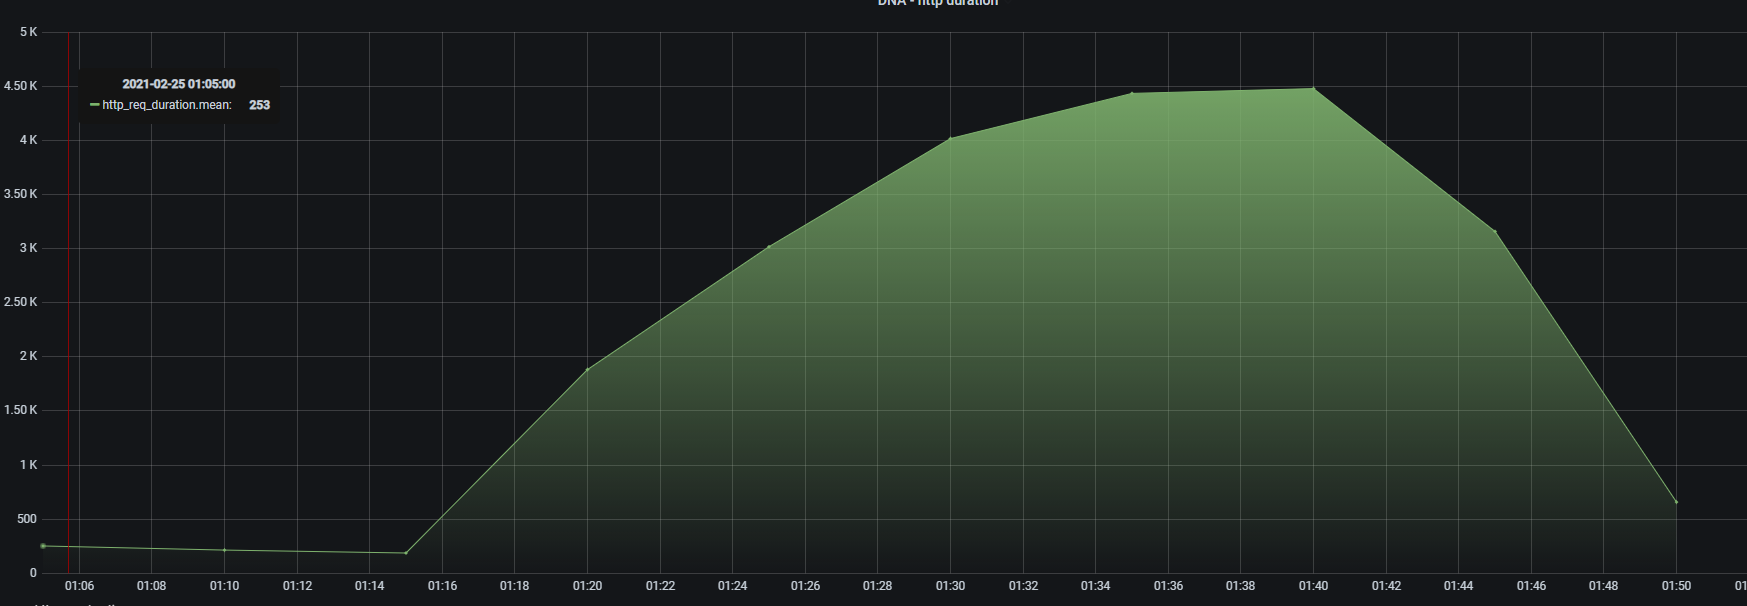 DNA - http duration
5 K
4.50 K
4 K
3.50 K
3 K
2.50 K
2 K
1.50 K
1 K
500
0
2021-02-25 01:05:00
http_req_duration.mean: 253
01:06 01:08 01:10 01:12 01:14 01:16 01:18 01:20 01:22 01:24 01:26 01:28 01:30 01:32 01:34 01:36 01:38 01:40 01:42 01:44 01:46 01:48 01:50